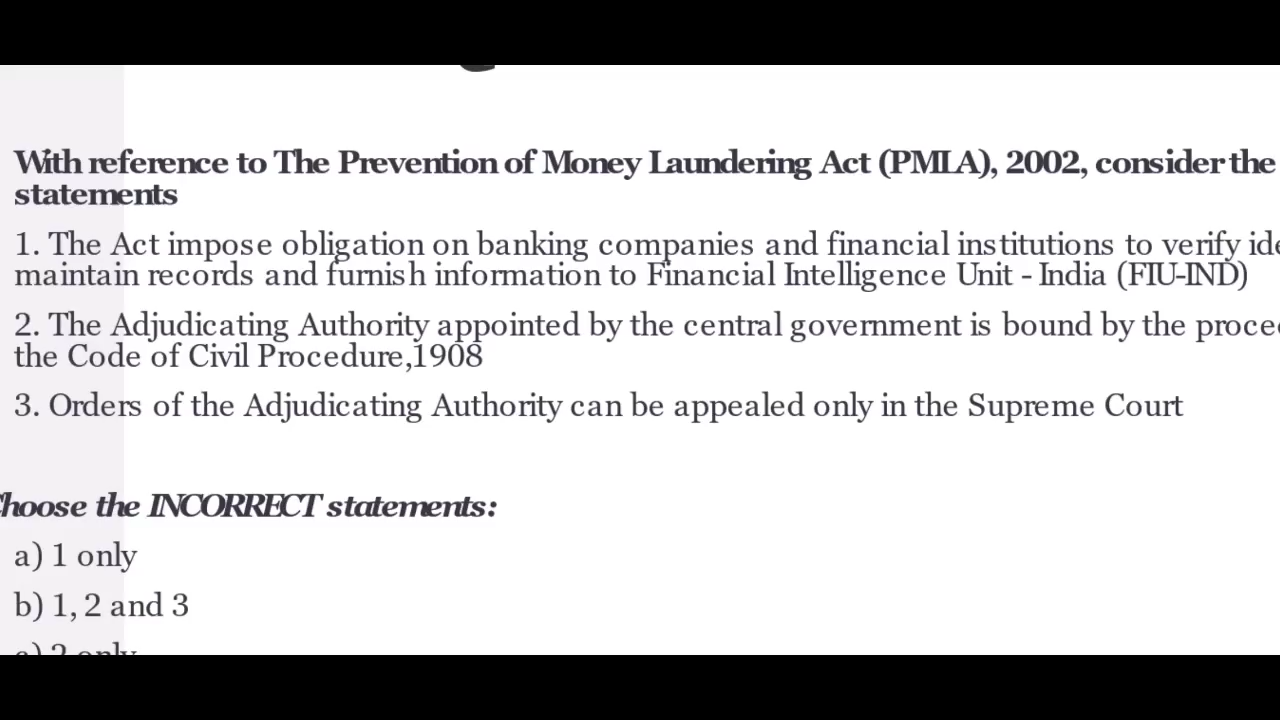 With reference to The Prevention of Money Laundering Act (PMLA), 2002, consider the
statements
1. The Act impose obligation on banking companies and financial institutions to verify
maintain records and furnish information to Financial Intelligence Unit - India (FIU-IND)
2. The Adjudicating Authority appointed by the central government is bound by the
the Code of Civil Procedure,1908
3. Orders of the Adjudicating Authority can be appealed only in the Supreme Court
Choose the INCORRECT statements:
a) 1 only
b) 1, 2 and 3